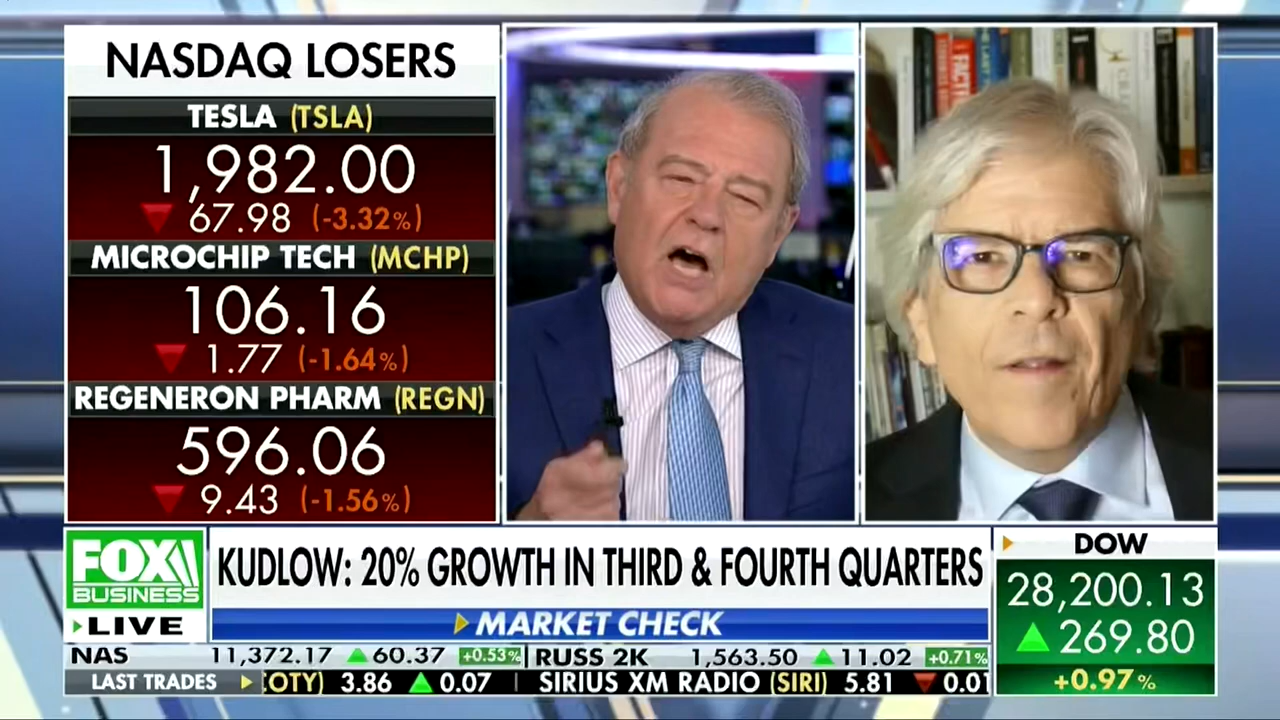 NASDAQ LOSERS
TESLA (TSLA)
1,982.00
67.98 (-3.32%)
MICROCHIP TECH (MCHP)
106.16
1.77 (-1.64%)
REGENERON PHARM (REGN)
596.06
9.43 (-1.56%)
FOX
BUSINESS
LIVE
KUDLOW: 20% GROWTH IN THIRD & FOURTH QUARTERS
MARKET CHECK
DOW
28,200.13
269.80
+0.97%
NAS 11,372.17 60.37 +0.53% RUSS 2K 1,563.50 11.02 +0.71%
LAST TRADES COTY) 3.86 0.07 SIRIUS XM RADIO (SIRI) 5.81 0.01